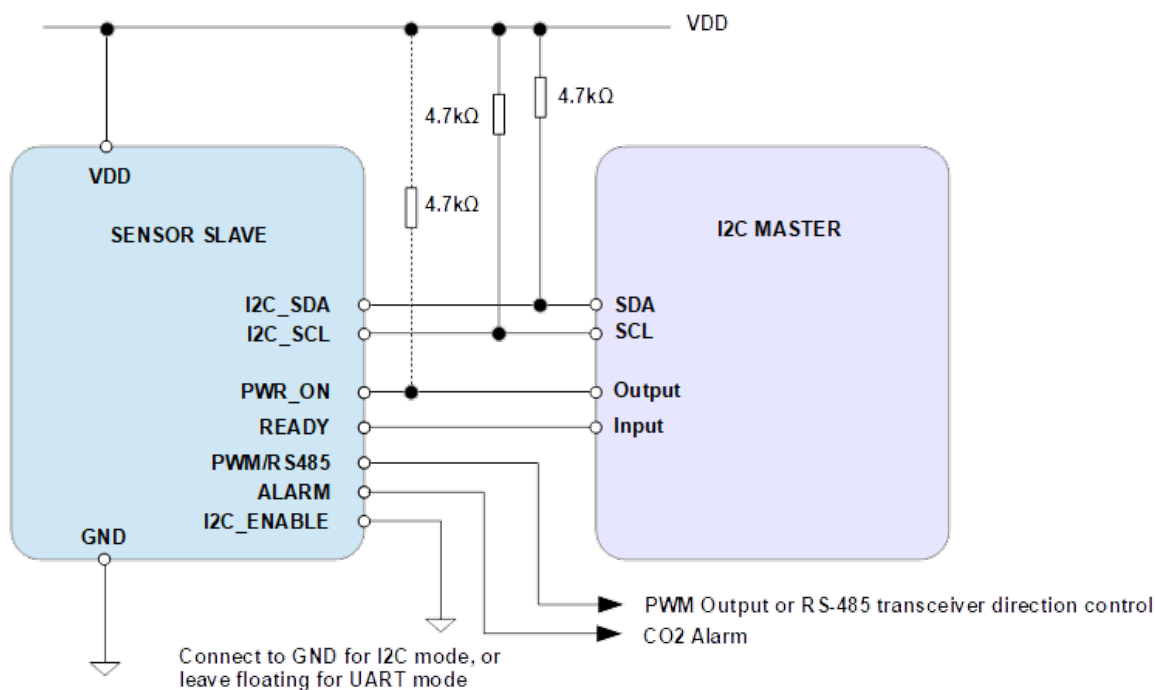 VDD
4.7kΩ
4.7kΩ
4.7kΩ
VDD
SENSOR SLAVE
I2C MASTER
I2C_SDA
SDA
I2C_SCL
SCL
PWR_ON
Output
READY
Input
PWM/RS485
ALARM
I2C_ENABLE
GND
PWM Output or RS-485 transceiver direction control
CO2 Alarm
Connect to GND for I2C mode, or
leave floating for UART mode